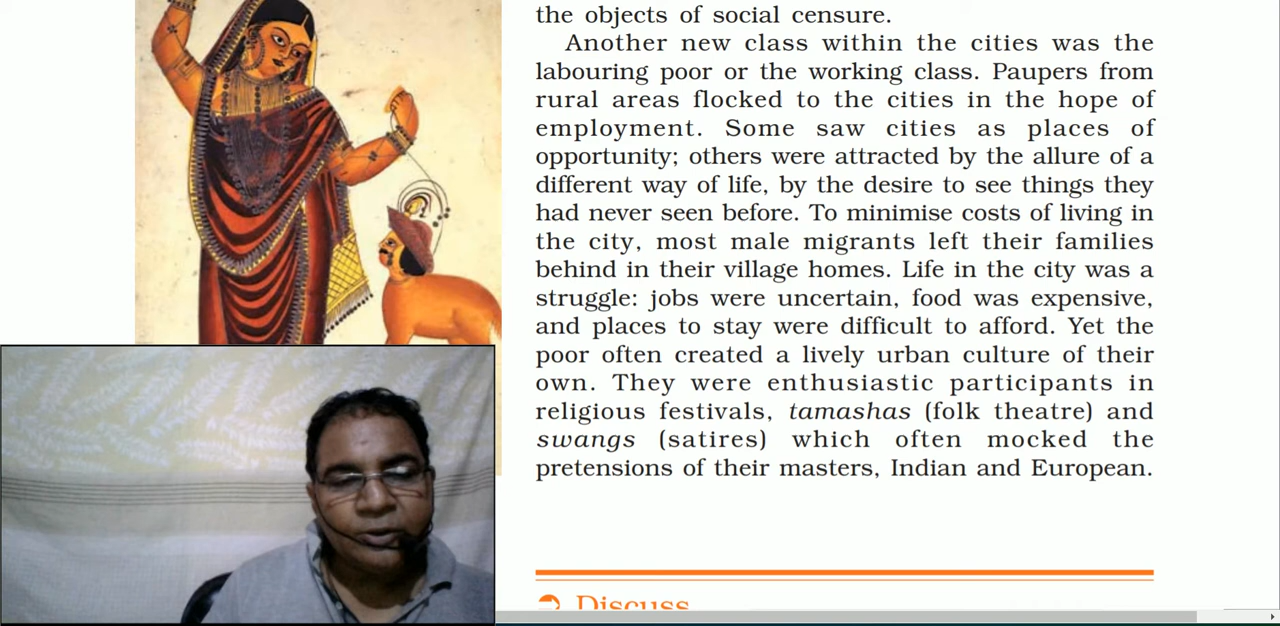 the objects of social censure.
Another new class within the cities was the
labouring poor or the working class. Paupers from
rural areas flocked to the cities in the hope of
employment. Some saw cities as places of
opportunity; others were attracted by the allure of a
different way of life, by the desire to see things they
had never seen before. To minimise costs of living in
the city, most male migrants left their families
behind in their village homes. Life in the city was a
struggle: jobs were uncertain, food was expensive,
and places to stay were difficult to afford. Yet the
poor often created a lively urban culture of their
own. They were enthusiastic participants in
religious festivals, tamashas (folk theatre) and
swangs (satires) which often mocked the
pretensions of their masters, Indian and European.
Discuss